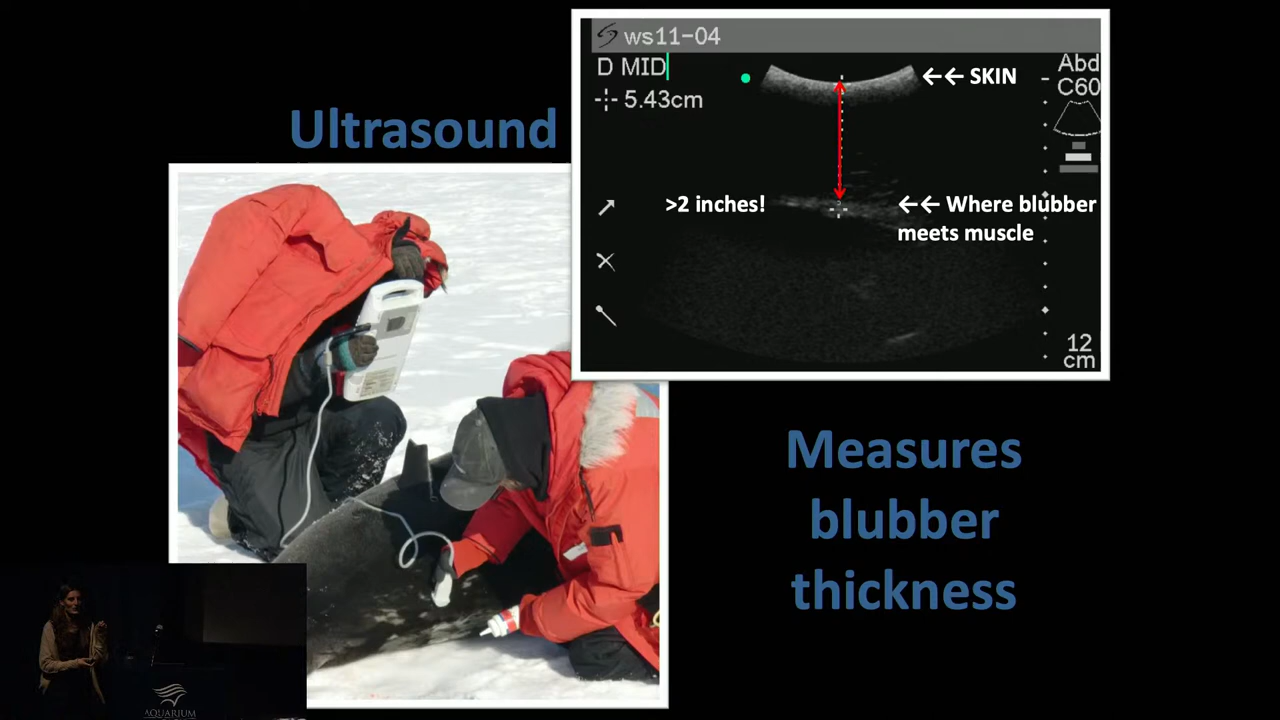 Ultrasound
ws11-04
D MID
5.43cm
Abd
C60
←← SKIN
>2 inches!
←← Where blubber
meets muscle
12
cm
Measures
blubber
thickness
AQUARIUM